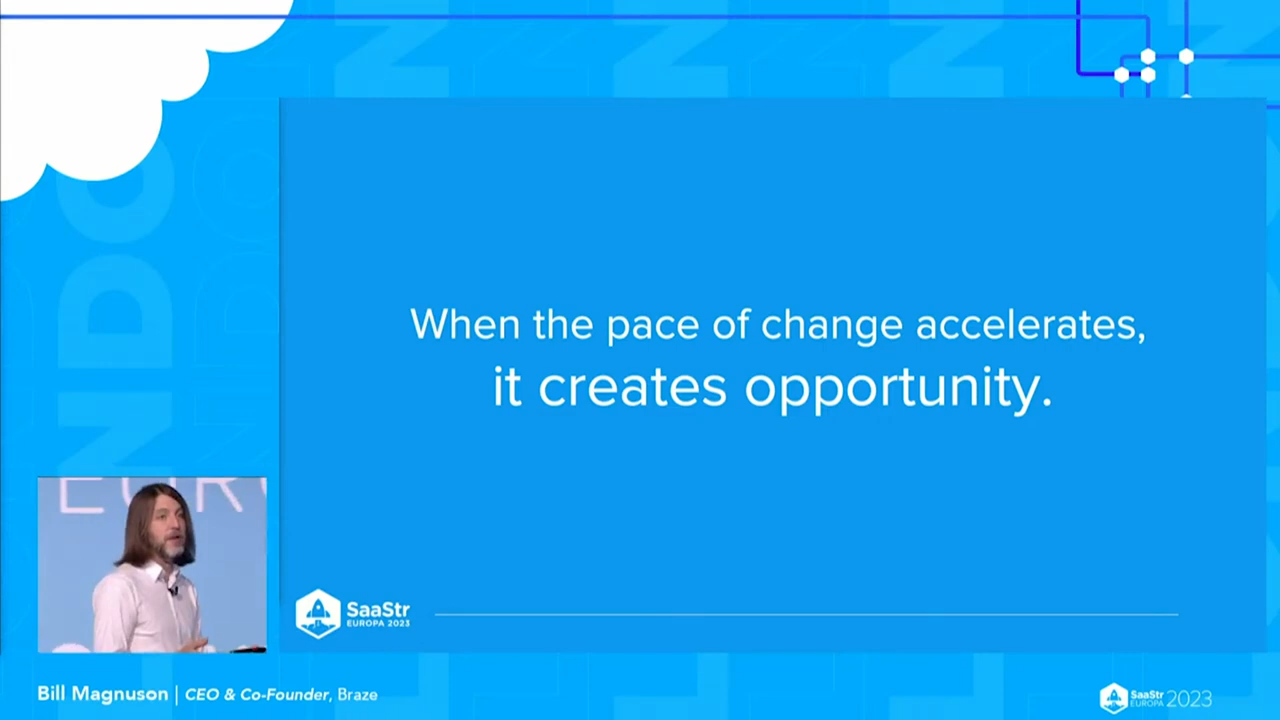 When the pace of change accelerates,
it creates opportunity.
EURO
SaaStr
EUROPA 2023
Bill Magnuson | CEO & Co-Founder, Braze
SaaStr
EUROPA 2023